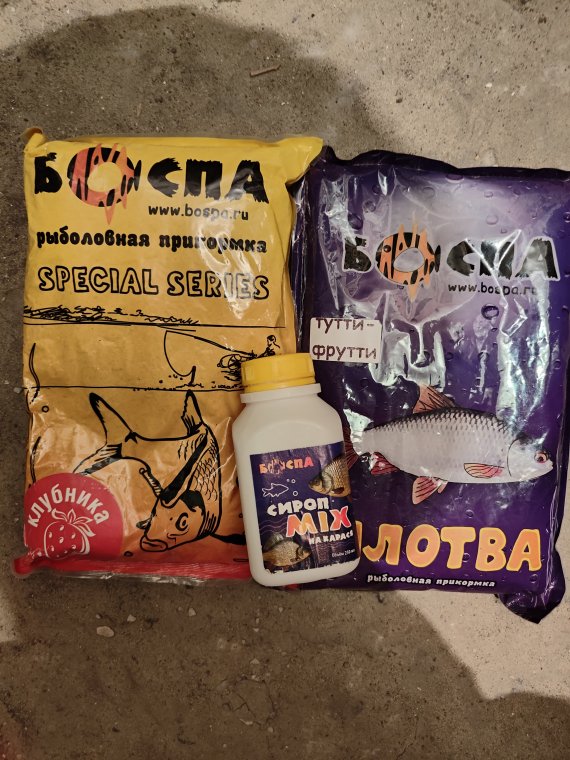 БОСПА
www.bospa.ru
рыболовная прикормка
SPECIAL SERIES
клубника
БОСПА
www.bospa.ru
тутти-
фрутти
ЛОТВА
рыболовная прикормка
БОСПА
СИРОП
MIX
НА КАРАСЯ